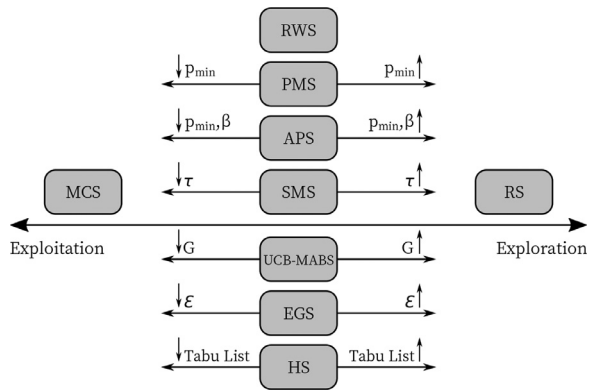 RWS
↓p_min PMS p_min↑
↓p_min,β APS p_min,β↑
MCS ↓τ SMS τ↑ RS
Exploitation Exploration
↓G UCB-MABS G↑
↓ε EGS ε↑
↓Tabu List HS Tabu List↑